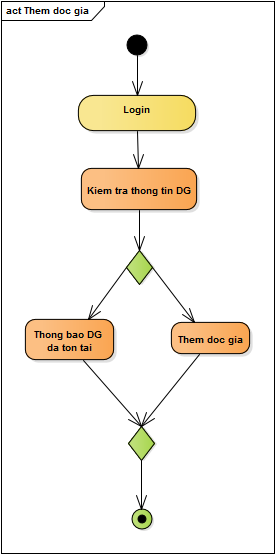 act Them doc gia
Login
Kiem tra thong tin DG
Thong bao DG
da ton tai
Them doc gia